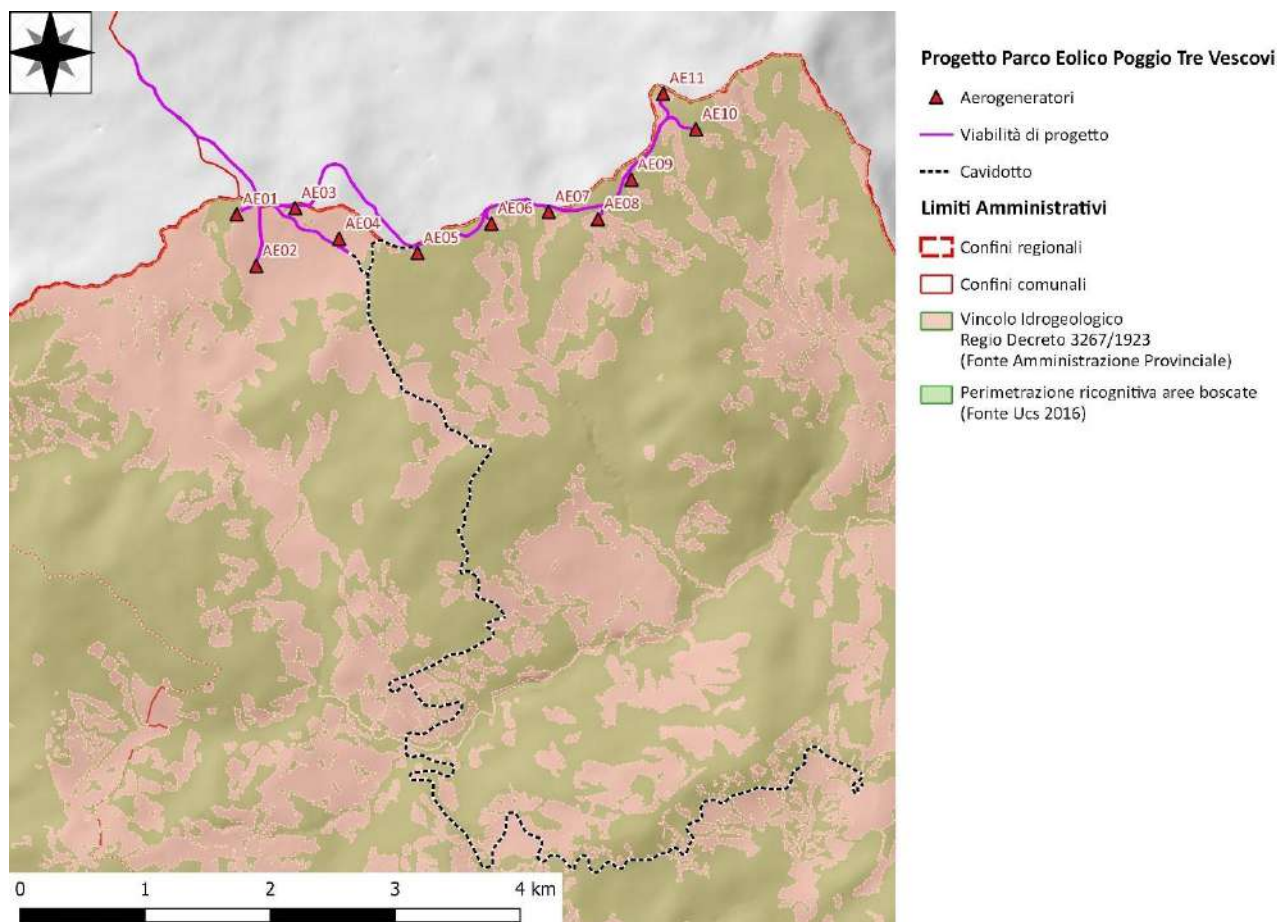 AE11
AE10
AE09
AE01
AE03
AE07
AE06
AE08
AE04
AE05
AE02
0 1 2 3 4 km
Progetto Parco Eolico Poggio Tre Vescovi
Aerogeneratori
Viabilità di progetto
Cavidotto
Limiti Amministrativi
Confini regionali
Confini comunali
Vincolo Idrogeologico
Regio Decreto 3267/1923
(Fonte Amministrazione Provinciale)
Perimetrazione ricognitiva aree boscate
(Fonte Ucs 2016)